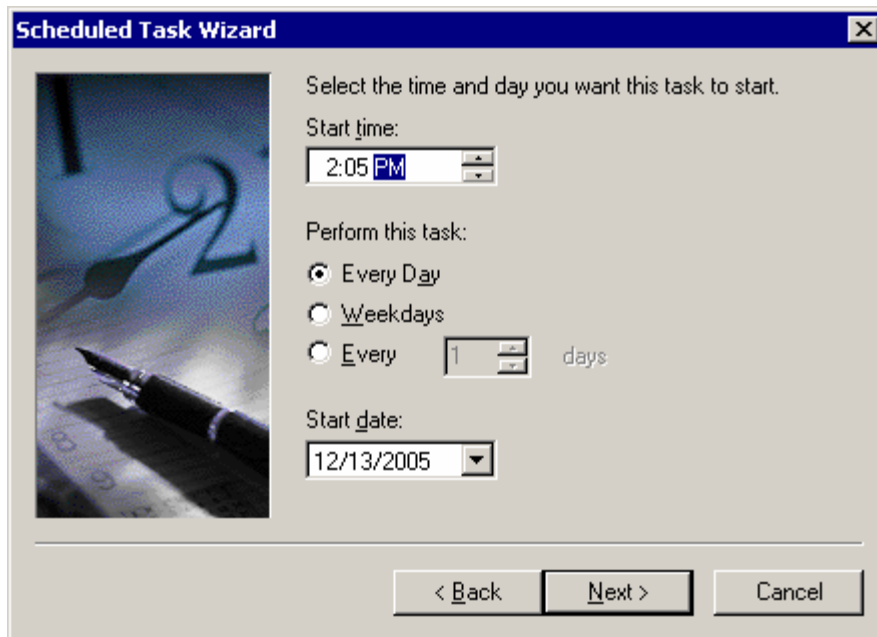 Scheduled Task Wizard
Select the time and day you want this task to start.
Start time:
2:05 PM
Perform this task:
Every Day
Weekdays
Every 1 days
Start date:
12/13/2005
< Back Next > Cancel